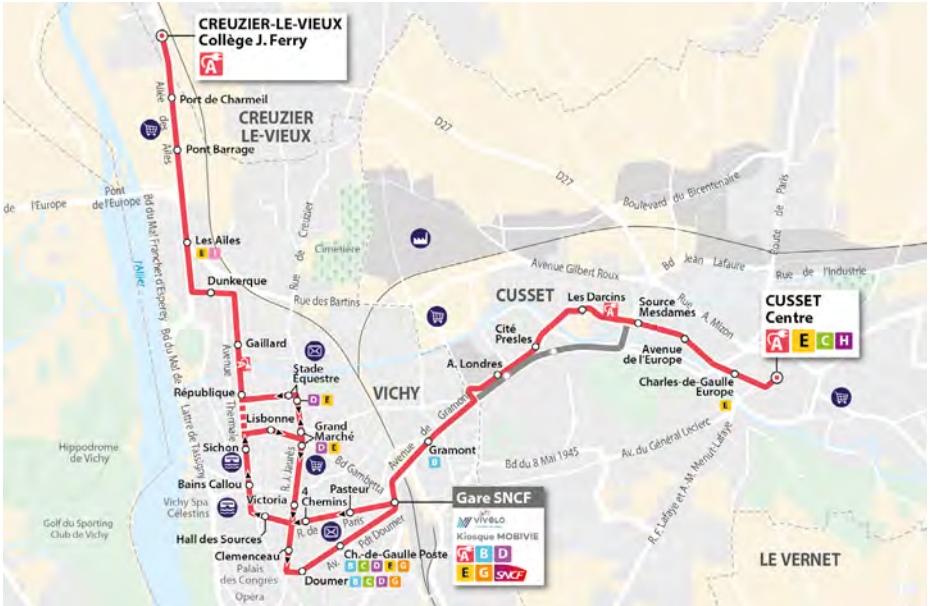 CREUZIER-LE-VIEUX
Collège J. Ferry
A
Allée des Ailes
Port de Charmeil
CREUZIER
LE-VIEUX
Pont Barrage
D27
D27
Boulevard du Bicentenaire
Route de Paris
de l'Europe
Pont
de l'Europe
Bd du Mal Franchet d'Esperey
l'Allier
Les Ailes
E I
Rue de Creuzier
Cimetière
Avenue Gilbert Roux
Bd Jean Lafaure
Rue de l'Industrie
Dunkerque
Rue des Bartins
CUSSET
Les Darcins
A
Source
Mesdames
Rue A. Mizon
CUSSET
Centre
A E C H
Gaillard
Avenue Thermale
Bd du Mal de Lattre de Tassigny
Cité
Presles
Avenue
de l'Europe
A. Londres
Charles-de-Gaulle
Europe
E
Stade
Equestre
D E
République
VICHY
Lisbonne
Grand
Marché
D E
Avenue de Gramont
Gramont
B
Av. du Général Leclerc
Bd du 8 Mai 1945
R. F. Lafaye et A.-M. Menut Lafaye
Hippodrome
de Vichy
Sichon
R. J. Jaurès
Bd Gambetta
Bains Callou
Vichy Spa
Célestins
Victoria
4
Chemins
Pasteur
R. de Paris
Gare SNCF
VIVÉLO
Kiosque MOBIVIE
A B D
E G SNCF
Golf du Sporting
Club de Vichy
Hall des Sources
Clemenceau
Palais
des Congrès
Opéra
Av. Pdt Doumer
Ch.-de-Gaulle Poste
B C D E G
Doumer
B C D G
LE VERNET